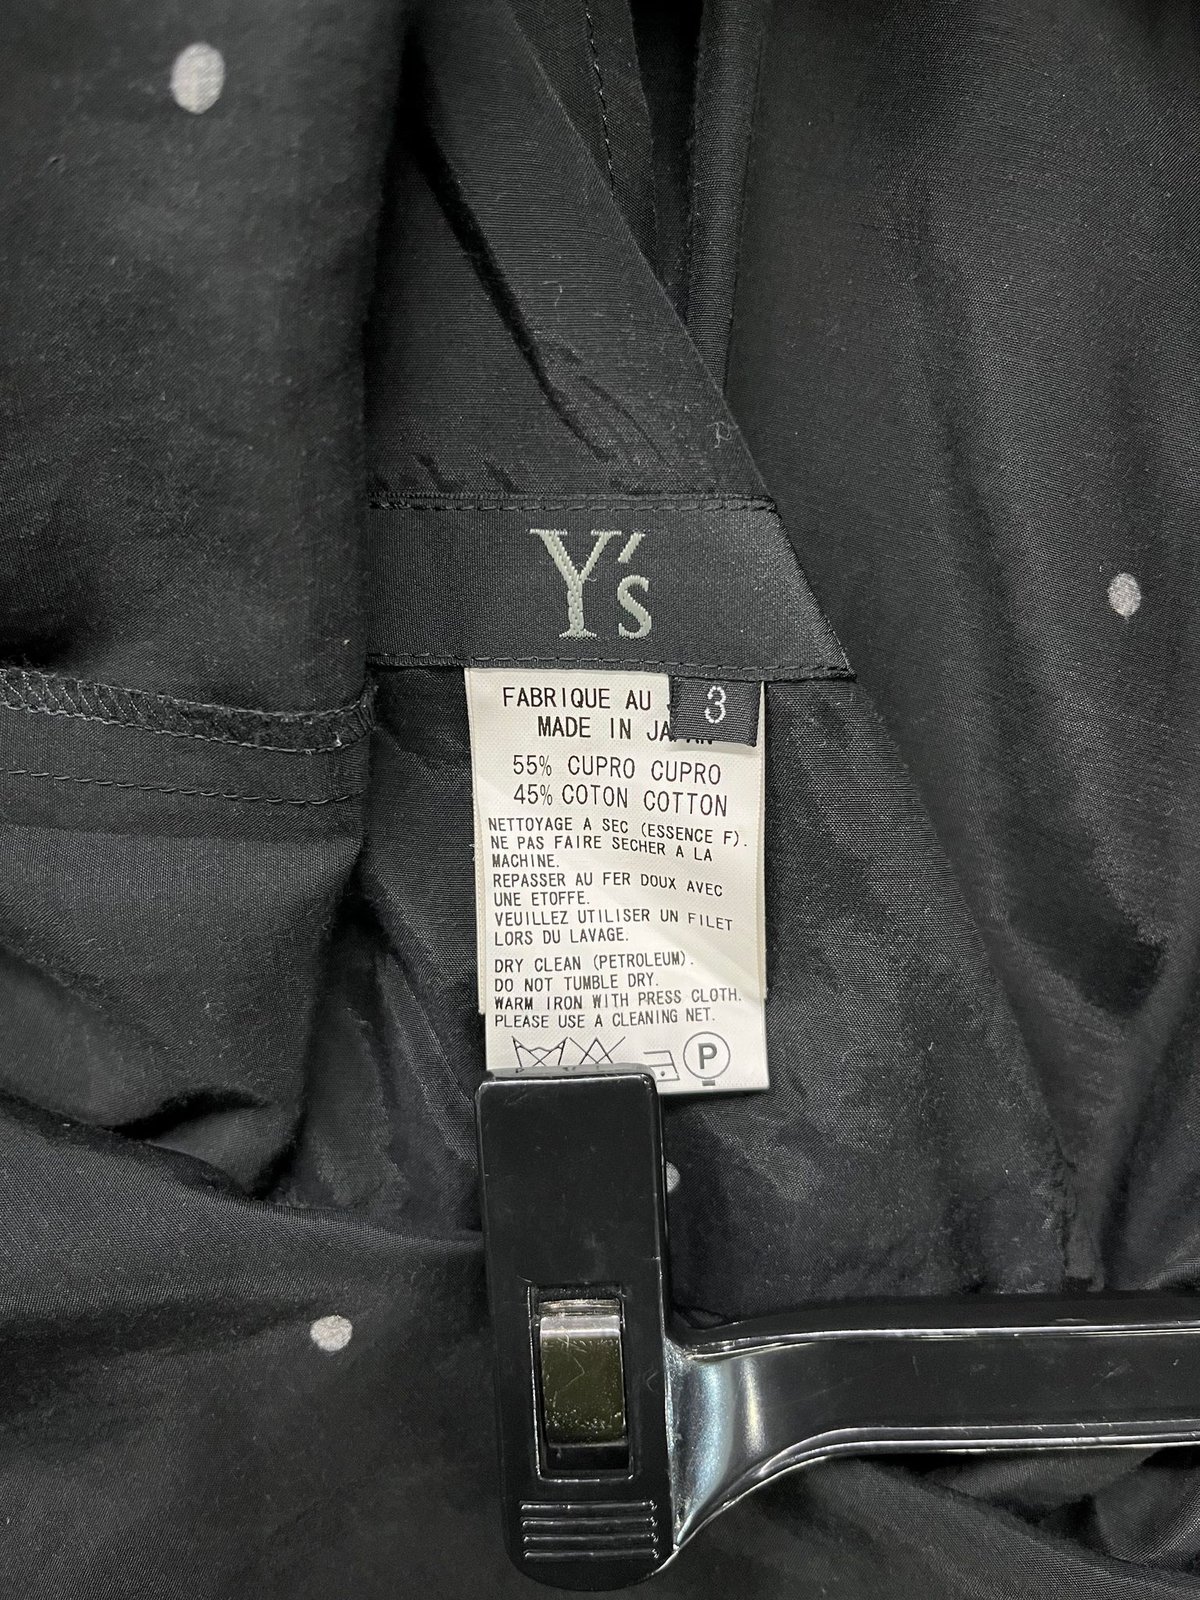 Y's
3
FABRIQUE AU
MADE IN
55% CUPRO CUPRO
45% COTON COTTON
NETTOYAGE A SEC (ESSENCE F).
NE PAS FAIRE SECHER A LA
MACHINE.
REPASSER AU FER DOUX AVEC
UNE ETOFFE.
VEUILLEZ UTILISER UN FILET
LORS DU LAVAGE.
DRY CLEAN (PETROLEUM).
DO NOT TUMBLE DRY.
WARM IRON WITH PRESS CLOTH.
PLEASE USE A CLEANING NET.
P